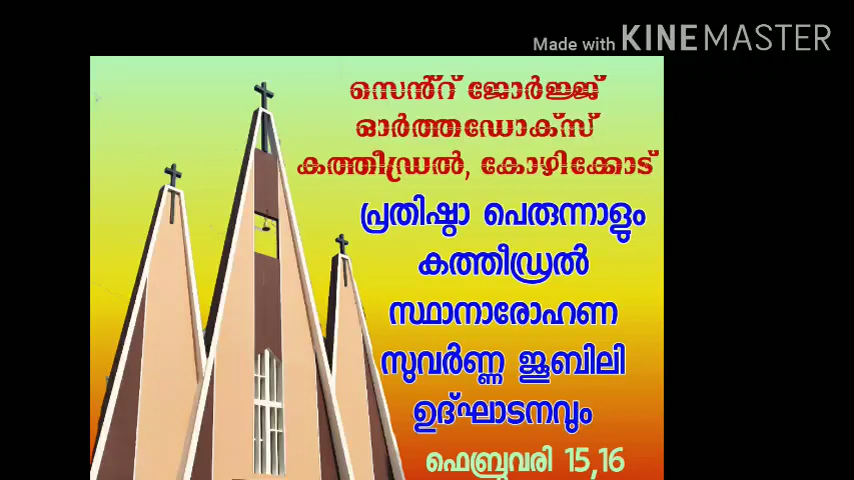 Made with KINEMASTER
സെൻ്റ് ജോർജ്ജ്
ഓർത്തഡോക്സ്
കത്തീഡ്രൽ, കോഴിക്കോട്
പ്രതിഷ്ഠാ പെരുന്നാളും
കത്തീഡ്രൽ
സ്ഥാനാരോഹണ
സുവർണ്ണ ജൂബിലി
ഉദ്ഘാടനവും
ഫെബ്രുവരി 15,16